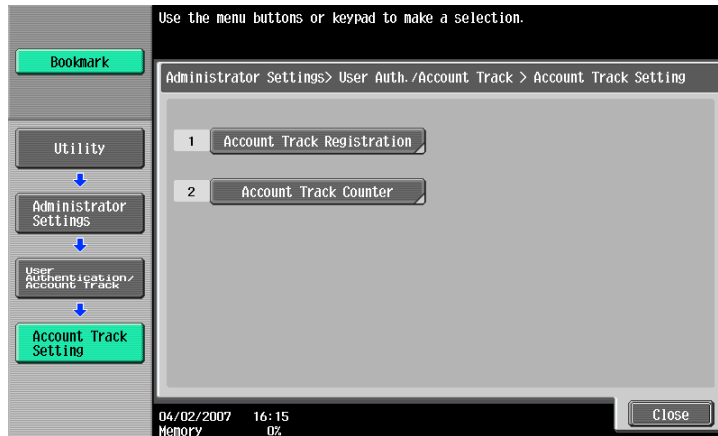 Use the menu buttons or keypad to make a selection.
Bookmark
Administrator Settings> User Auth./Account Track > Account Track Setting
Utility
Administrator
Settings
User
Authentication/
Account Track
Account Track
Setting
1 Account Track Registration
2 Account Track Counter
04/02/2007 16:15
Memory 0%
Close